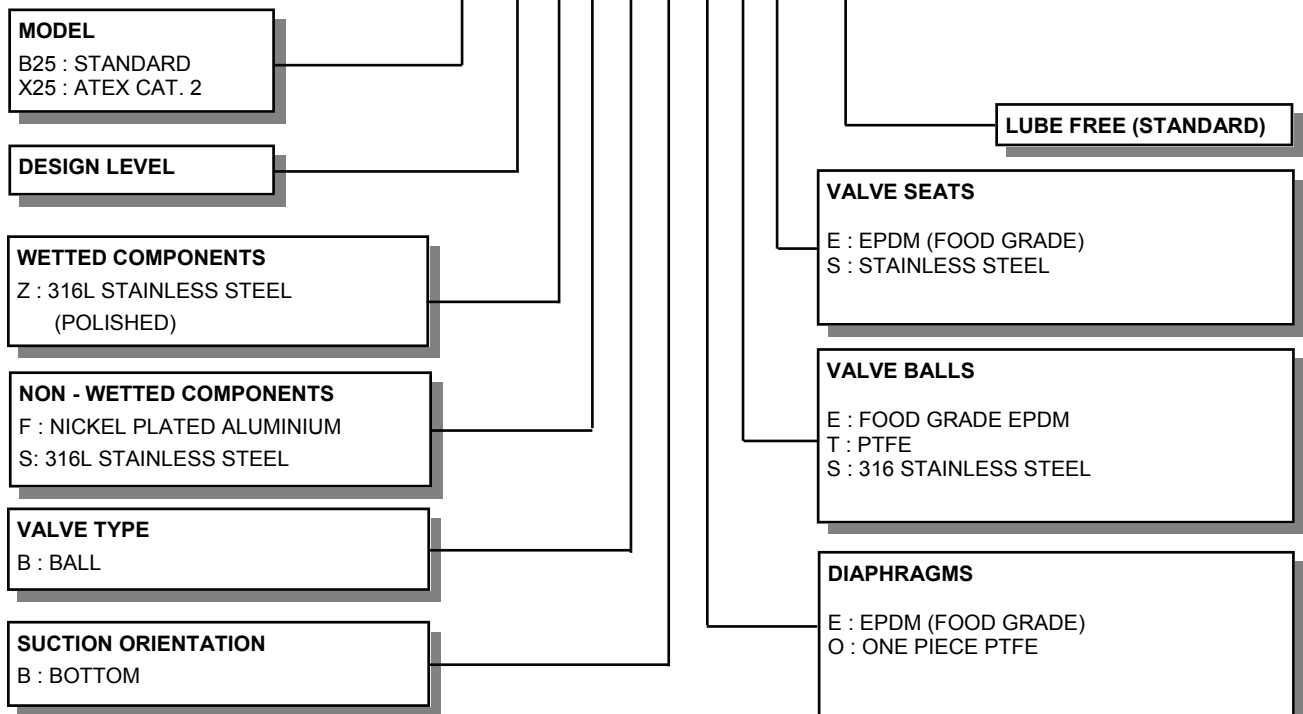 MODEL
B25 : STANDARD
X25 : ATEX CAT. 2
DESIGN LEVEL
WETTED COMPONENTS
Z : 316L STAINLESS STEEL
(POLISHED)
NON - WETTED COMPONENTS
F : NICKEL PLATED ALUMINIUM
S: 316L STAINLESS STEEL
VALVE TYPE
B : BALL
SUCTION ORIENTATION
B : BOTTOM
LUBE FREE (STANDARD)
VALVE SEATS
E : EPDM (FOOD GRADE)
S : STAINLESS STEEL
VALVE BALLS
E : FOOD GRADE EPDM
T : PTFE
S : 316 STAINLESS STEEL
DIAPHRAGMS
E : EPDM (FOOD GRADE)
O : ONE PIECE PTFE